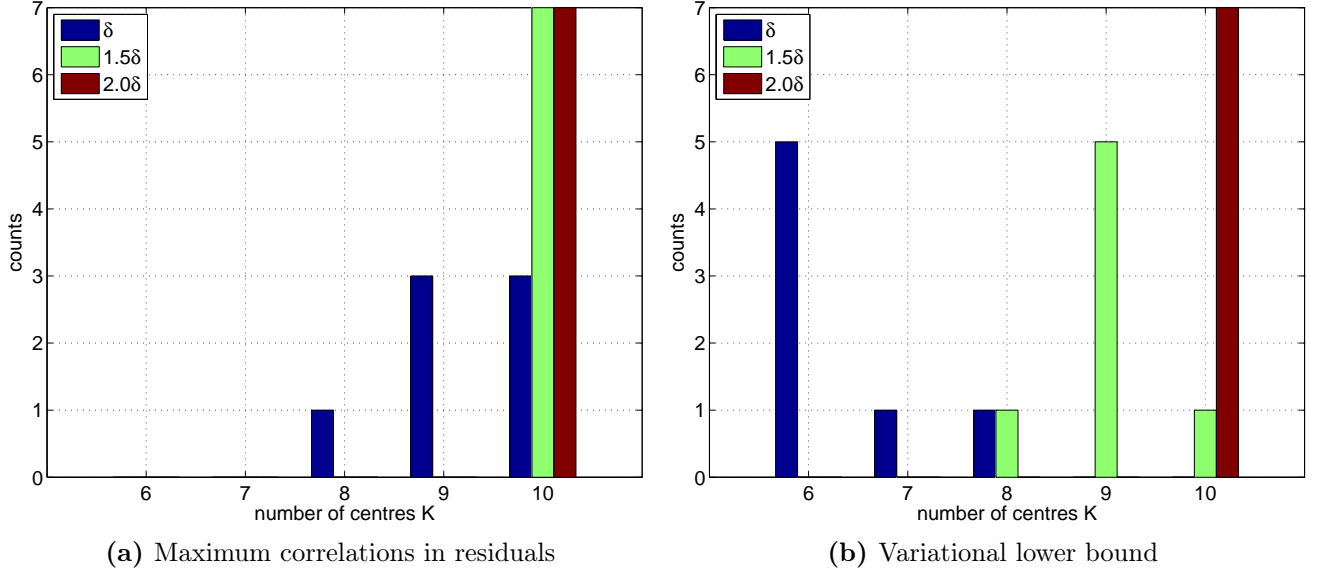 7
6
5
4
3
2
1
0
counts
δ
1.5δ
2.0δ
6 7 8 9 10
number of centres K
(a) Maximum correlations in residuals
7
6
5
4
3
2
1
0
counts
δ
1.5δ
2.0δ
6 7 8 9 10
number of centres K
(b) Variational lower bound